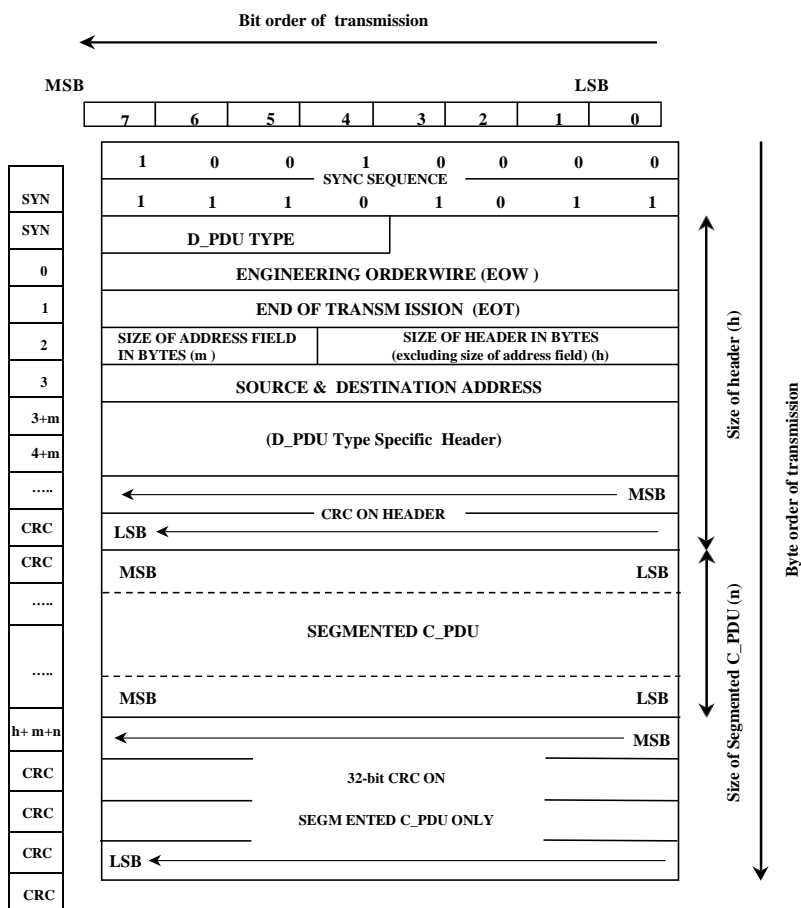 Bit order of transmission
MSB LSB
7 6 5 4 3 2 1 0
1 0 0 1 0 0 0 0
SYNC SEQUENCE
SYN 1 1 1 0 1 0 1 1
SYN D_PDU TYPE
0 ENGINEERING ORDERWIRE (EOW )
1 END OF TRANSM ISSION (EOT)
2 SIZE OF ADDRESS FIELD
IN BYTES (m )
SIZE OF HEADER IN BYTES
(excluding size of address field) (h)
3 SOURCE & DESTINATION ADDRESS
3+m
(D_PDU Type Specific Header)
4+m
..... MSB
CRC ON HEADER
CRC LSB
CRC MSB LSB
.....
SEGMENTED C_PDU
.....
MSB LSB
h+ m+n MSB
CRC 32-bit CRC ON
CRC SEGM ENTED C_PDU ONLY
CRC LSB
CRC
Size of header (h)
Size of Segmented C_PDU (n)
Byte order of transmission